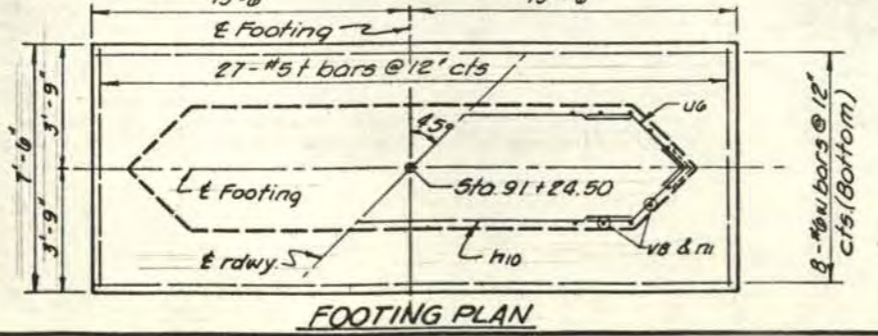 ℄ Footing
27-#5 t bars @ 12" cts
45°
u6
7'-6"
3'-9"
3'-9"
℄ Footing
Sta. 91+24.50
8-#6 w bars @ 12"
cts. (Bottom)
℄ rdwy.
h10
v8 & n1
FOOTING PLAN